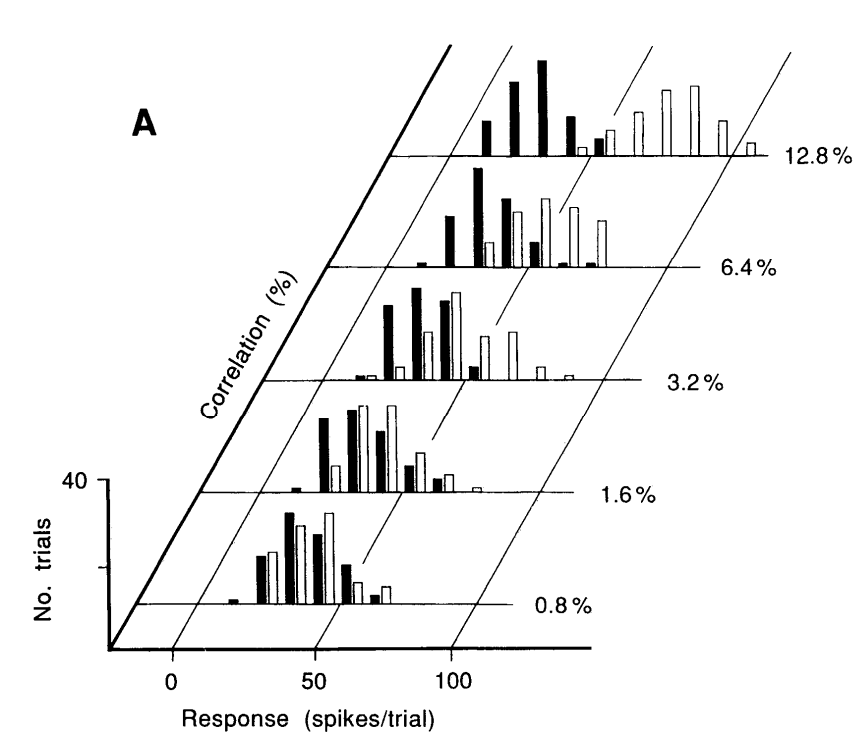 A
12.8%
6.4%
3.2%
1.6%
0.8%
Correlation (%)
40
No. trials
0 50 100
Response (spikes/trial)